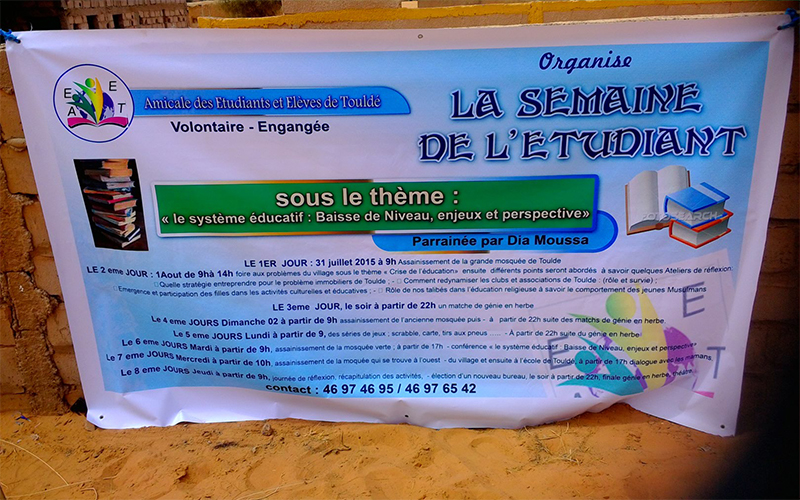 Organise
A E E T
Amicale des Etudiants et Elèves de Touldé
LA SEMAINE
DE L'ETUDIANT
Volontaire - Engangée
sous le thème :
« le système éducatif : Baisse de Niveau, enjeux et perspective»
Parrainée par Dia Moussa
LE 1ER JOUR : 31 juillet 2015 à 9h Assainissement de la grande mosquée de Toulde
LE 2 eme JOUR : 1Aout de 9hà 14h foire aux problèmes du village sous le thème « Crise de l'éducation» ensuite différents points seront abordés à savoir quelques Ateliers de réflexion:
Quelle stratégie entreprendre pour le problème immobiliers de Toulde ; - Comment redynamiser les clubs et associations de Toulde : (rôle et survie) ;
Emergence et participation des filles dans les activités culturelles et éducatives ; - Rôle de nos talibés dans l'éducation religieuse à savoir le comportement des jeunes Musulmans
LE 3eme JOUR, le soir à partir de 22h un matche de génie en herbe
Le 4 eme JOURS Dimanche 02 à partir de 9h assainissement de l'ancienne mosquée puis - à partir de 22h suite des matchs de génie en herbe.
Le 5 eme JOURS Lundi à partir de 9, des séries de jeux ; scrabble, carte, tirs aux pneus ...... - À partir de 22h suite du génie en herbe
Le 6 eme JOURS Mardi à partir de 9h, assainissement de la mosquée verte ; à partir de 17h - conférence « le système éducatif : Baisse de Niveau, enjeux et perspective
Le 7 eme JOURS Mercredi à partir de 10h, assainissement de la moquée qui se trouve à l'ouest - du village et ensuite à l'école de Touldé, à partir de 17h dialogue avec les mamans
Le 8 eme JOURS Jeudi à partir de 9h, journée de réflexion, récapitulation des activités, - élection d'un nouveau bureau, le soir à partir de 22h, finale génie en herbe, théâtre
contact : 46 97 46 95 / 46 97 65 42